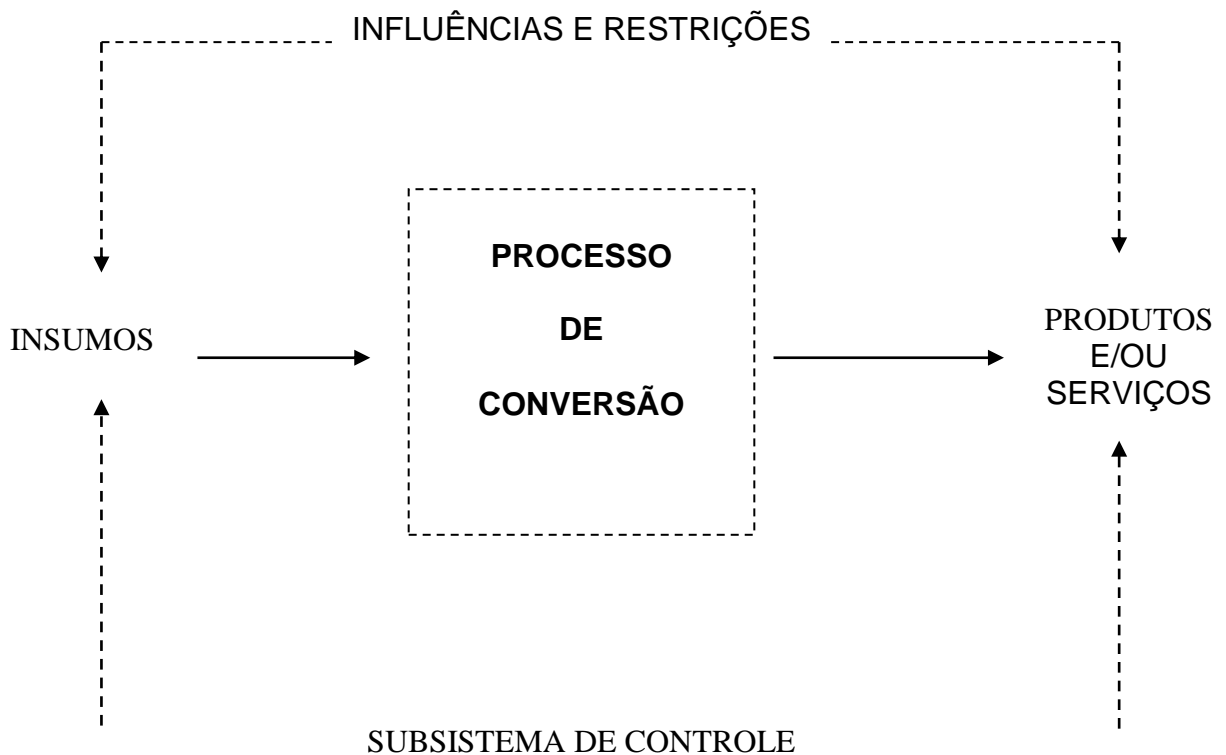 INFLUÊNCIAS E RESTRIÇÕES
INSUMOS
PROCESSO
DE
CONVERSÃO
PRODUTOS
E/OU
SERVIÇOS
SUBSISTEMA DE CONTROLE